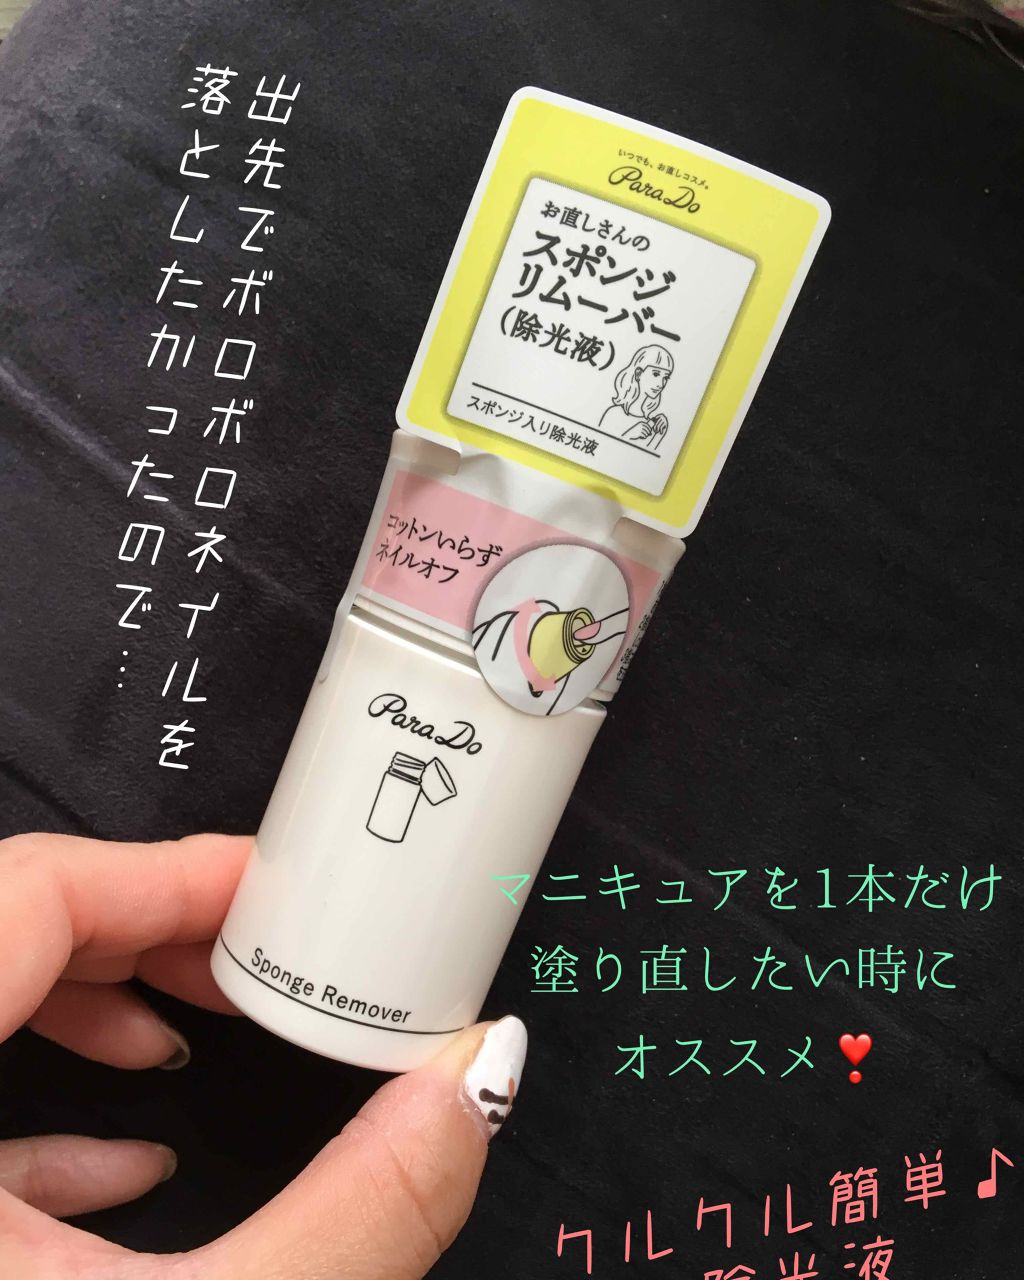 出先でボロボロネイルを
落としたかったので…
いつでも、お直しコスメ。
ParaDo
お直しさんの
スポンジ
リムーバー
(除光液)
スポンジ入り除光液
コットンいらず
ネイルオフ
ParaDo
Sponge Remover
マニキュアを1本だけ
塗り直したい時に
オススメ❣️
クルクル簡単♪
除光液